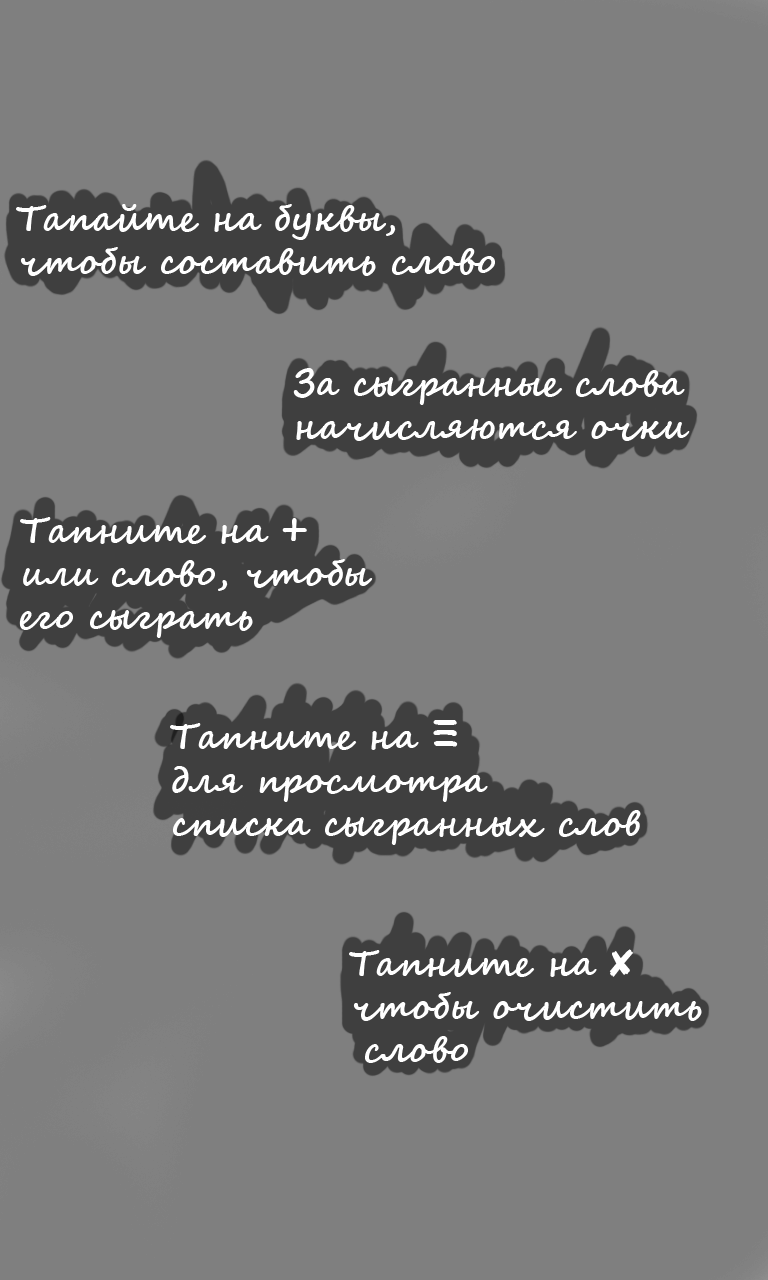 Тапайте на буквы,
чтобы составить слово
За сыгранные слова
начисляются очки
Тапните на +
или слово, чтобы
его сыграть
Тапните на ☰
для просмотра
списка сыгранных слов
Тапните на ✘
чтобы очистить
слово